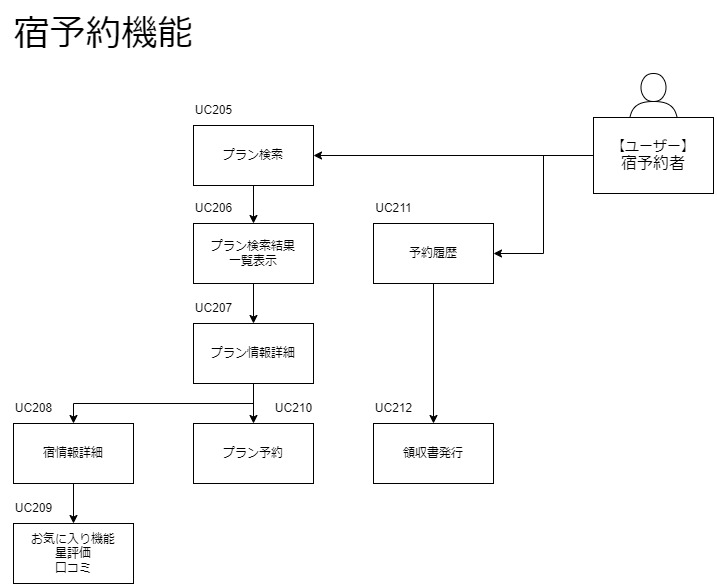 宿予約機能
UC205
プラン検索
【ユーザー】
宿予約者
UC206
プラン検索結果
一覧表示
UC211
予約履歴
UC207
プラン情報詳細
UC208
宿情報詳細
UC210
プラン予約
UC212
領収書発行
UC209
お気に入り機能
星評価
口コミ